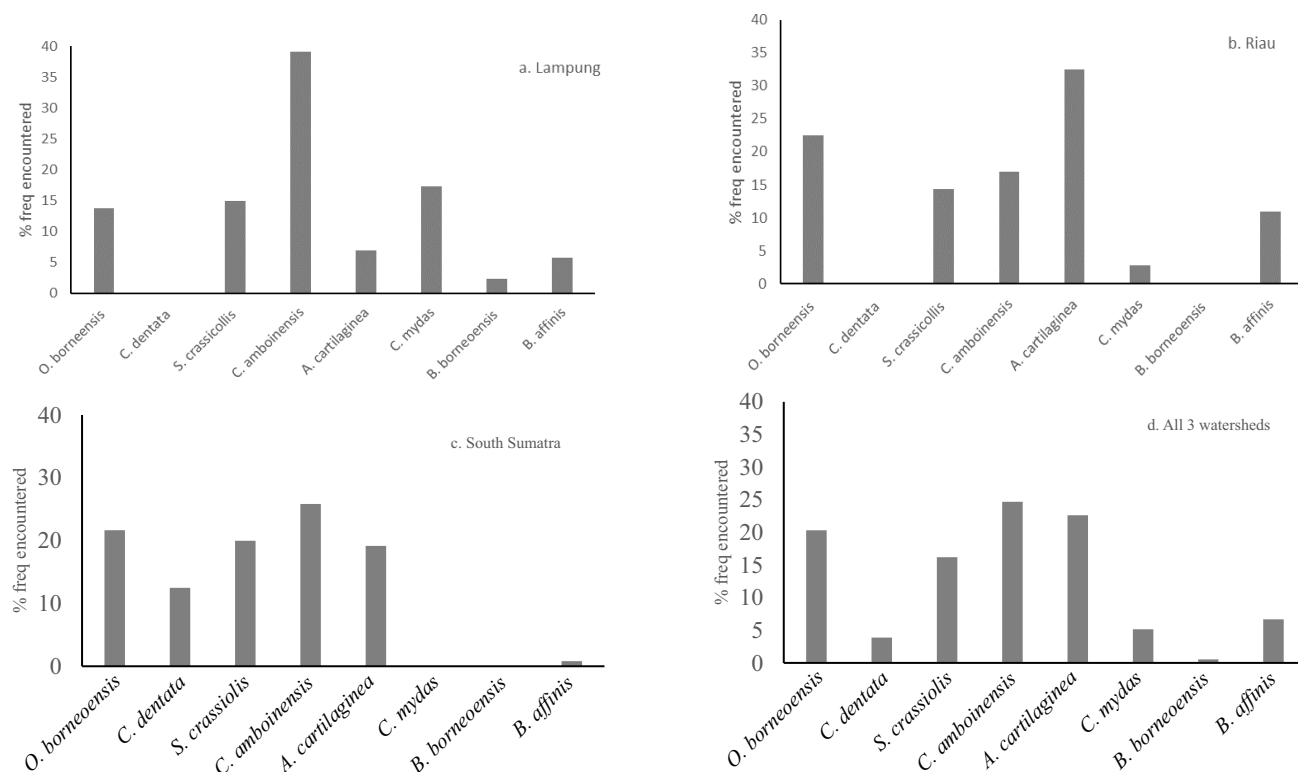 a. Lampung
% freq encountered
40
35
30
25
20
15
10
5
0
O. borneensis
C. dentata
S. crassicollis
C. amboinensis
A. cartilaginea
C. mydas
B. borneoensis
B. affinis
b. Riau
% freq encountered
40
35
30
25
20
15
10
5
0
O. borneensis
C. dentata
S. crassicollis
C. amboinensis
A. cartilaginea
C. mydas
B. borneoensis
B. affinis
c. South Sumatra
% freq encountered
40
30
20
10
0
O. borneoensis
C. dentata
S. crassiolis
C. amboinensis
A. cartilaginea
C. mydas
B. borneoensis
B. affinis
d. All 3 watersheds
% freq encountered
40
35
30
25
20
15
10
5
0
O. borneoensis
C. dentata
S. crassiolis
C. amboinensis
A. cartilaginea
C. mydas
B. borneoensis
B. affinis